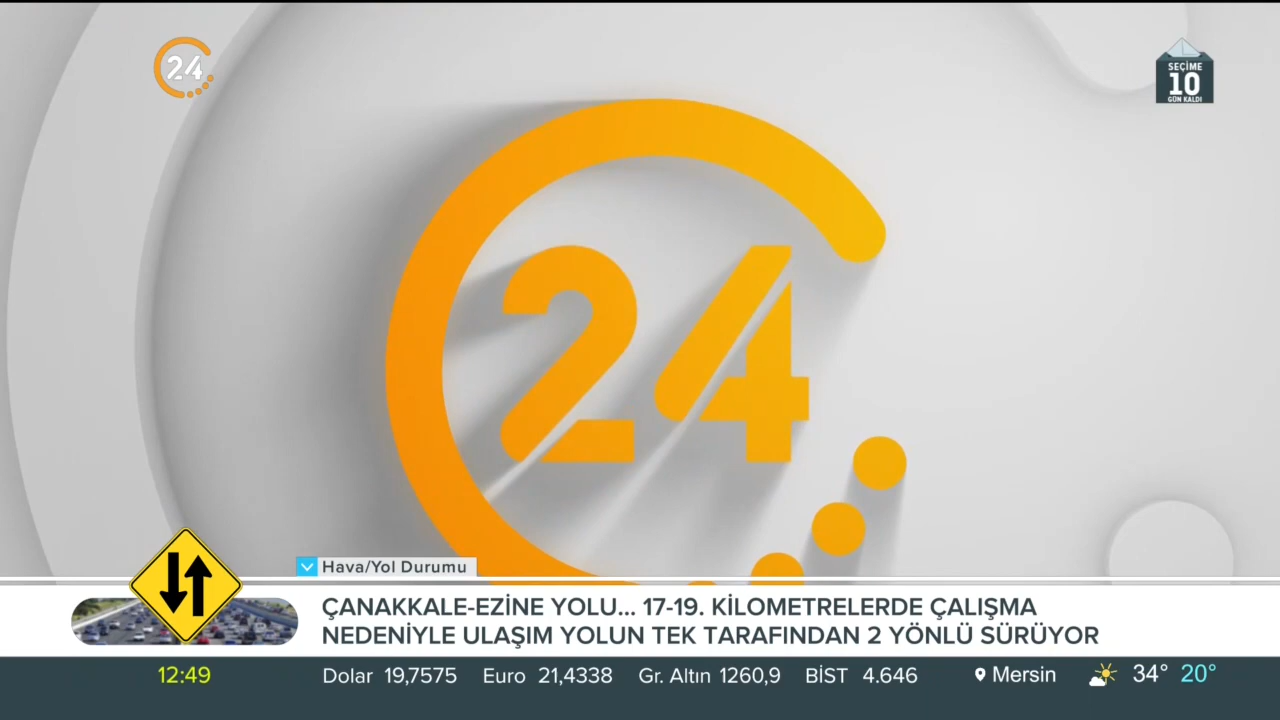 24
SEÇİME
10
GÜN KALDI
24
Hava/Yol Durumu
ÇANAKKALE-EZİNE YOLU... 17-19. KİLOMETRELERDE ÇALIŞMA
NEDENİYLE ULAŞIM YOLUN TEK TARAFINDAN 2 YÖNLÜ SÜRÜYOR
12:49 Dolar 19,7575 Euro 21,4338 Gr. Altın 1260,9 BİST 4.646 Mersin 34° 20°